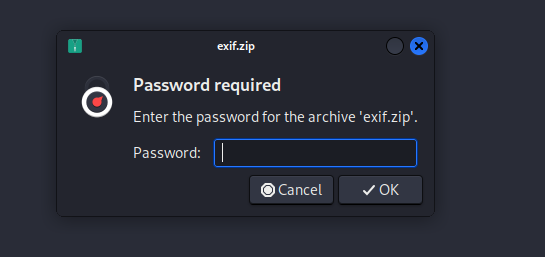 exif.zip
Password required
Enter the password for the archive 'exif.zip'.
Password:
Cancel OK